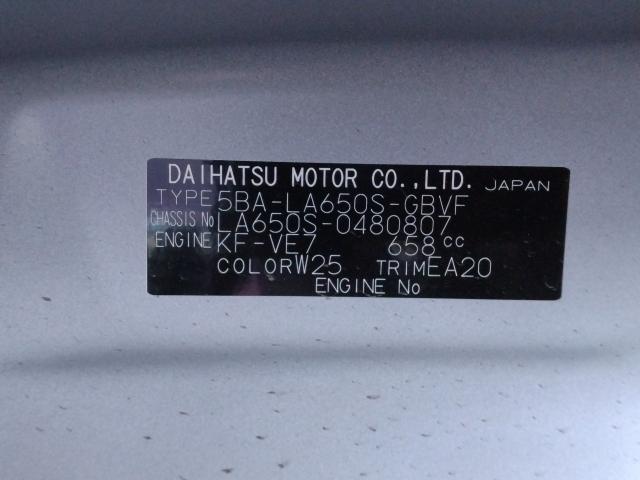 DAIHATSU MOTOR CO.,LTD. JAPAN
TYPE 5BA-LA650S-GBVF
CHASSIS No LA650S-0480807
ENGINE KF-VE7 658 cc
COLOR W25 TRIM EA20
ENGINE No